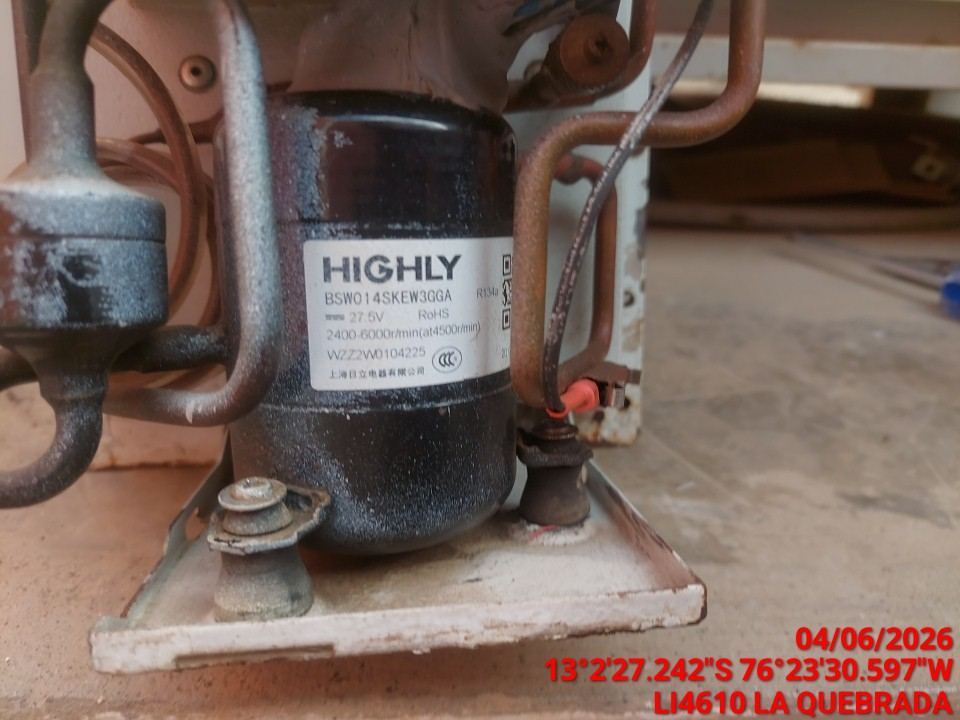 HIGHLY
BSW014SKEW3GGA R134a
27.5V RoHS
2400-6000r/min(at4500r/min)
WZZ2W0104225
上海日立电器有限公司
04/06/2026
13°2'27.242"S 76°23'30.597"W
LI4610 LA QUEBRADA